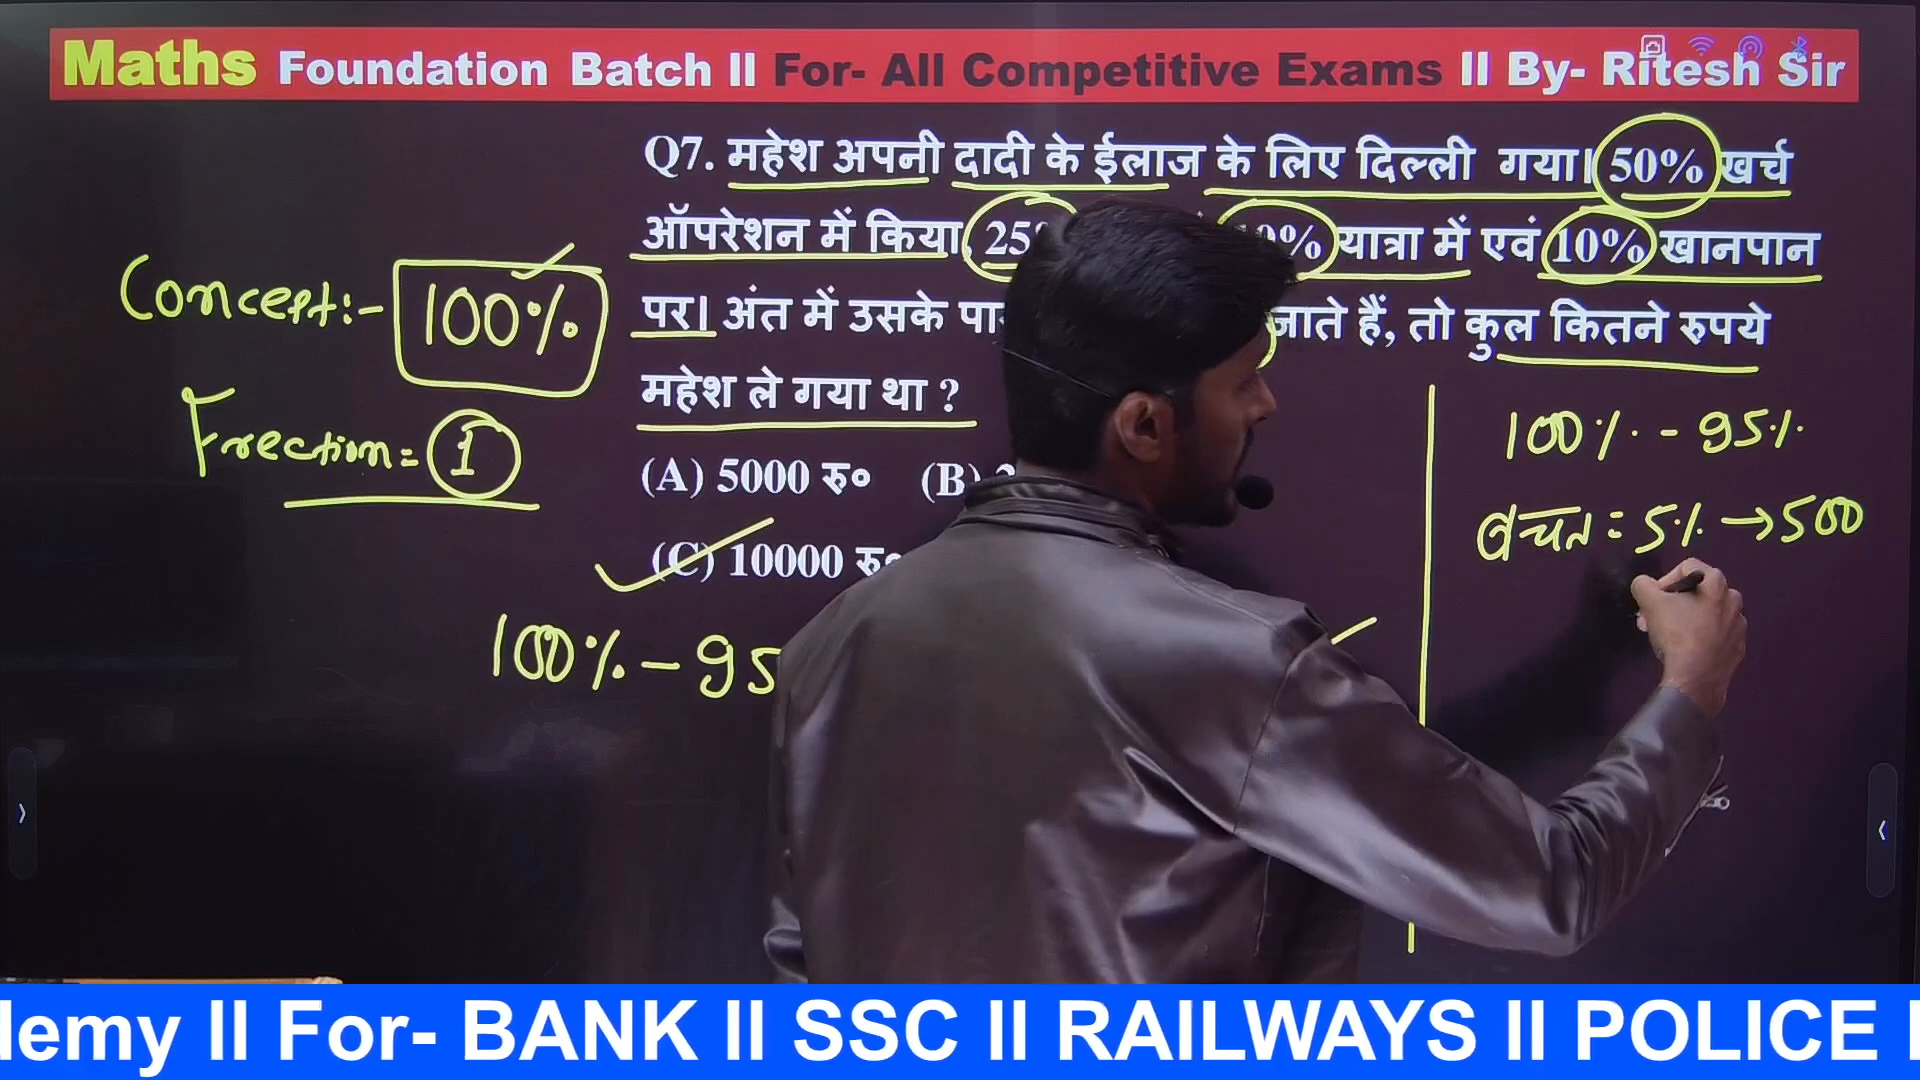 Maths Foundation Batch II For- All Competitive Exams II By- Ritesh Sir
Q7. महेश अपनी दादी के ईलाज के लिए दिल्ली गया। 50% खर्च
ऑपरेशन में किया, 25% यात्रा में एवं 10% खानपान
पर। अंत में उसके जाते हैं, तो कुल कितने रुपये
महेश ले गया था ?
(A) 5000 रु० (B)
(C) 10000 रु०
Concept:- 100%
Frection = 1
100% - 95
100% - 95%
बचत = 5% → 500
II For- BANK II SSC II RAILWAYS II POLICE